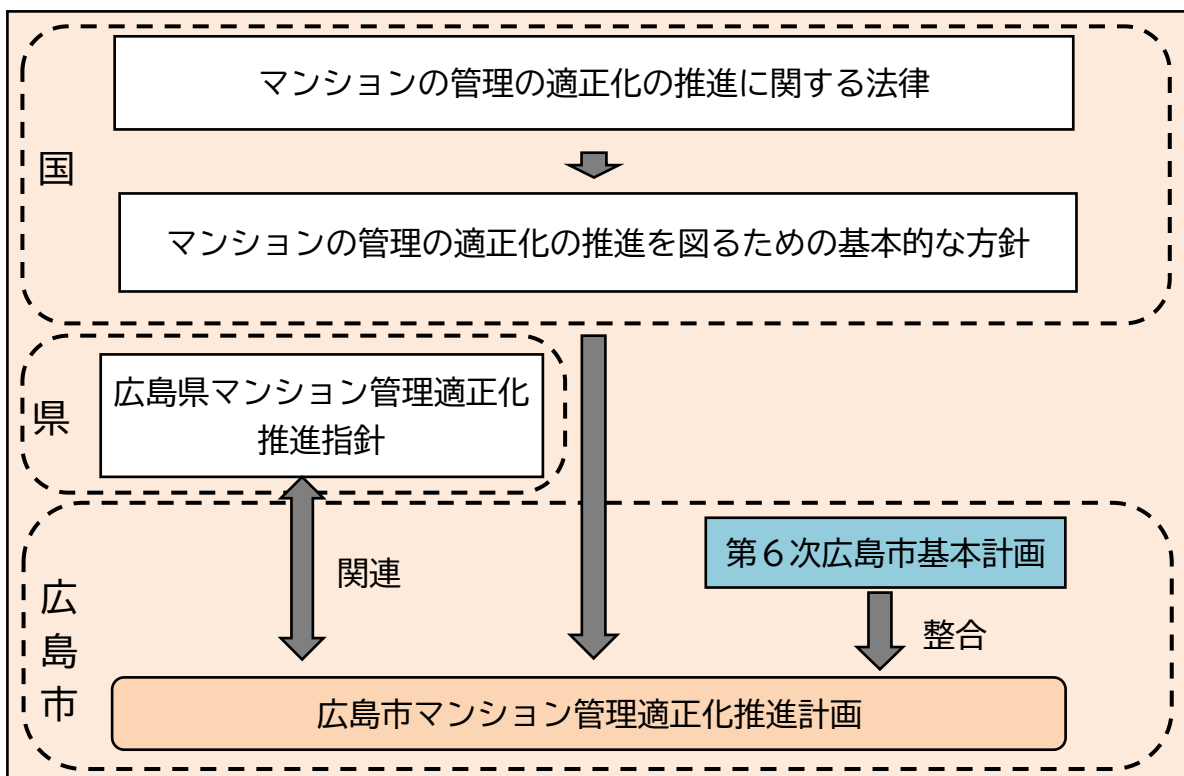 マンションの管理の適正化の推進に関する法律
国
マンションの管理の適正化の推進を図るための基本的な方針
県
広島県マンション管理適正化
推進指針
第６次広島市基本計画
関連
整合
広島市
広島市マンション管理適正化推進計画